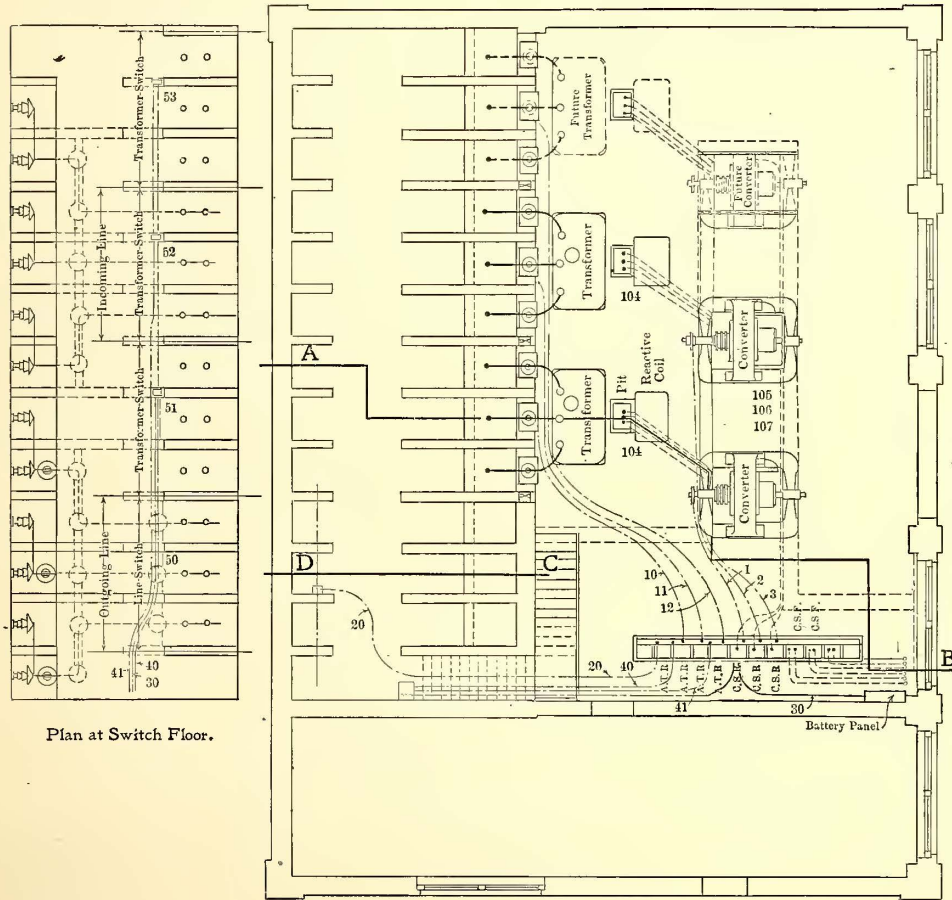 Transformer-Switch
53
Incoming-Line
Transformer-Switch
52
Transformer-Switch
51
Outgoing-Line
Line-Switch
50
41
40
30
Plan at Switch Floor.
Future
Transformer
Future
Converter
Transformer
104
Converter
105
106
107
A
Transformer
Pit
Reactive
Coil
104
Converter
D
C
10
11
12
1
2
3
C.S.F.
C.S.F.
B
20
20
40
A.T.R
A.T.R
A.T.R
A.T.R
C.S.R
C.S.R
C.S.R
41
30
Battery Panel